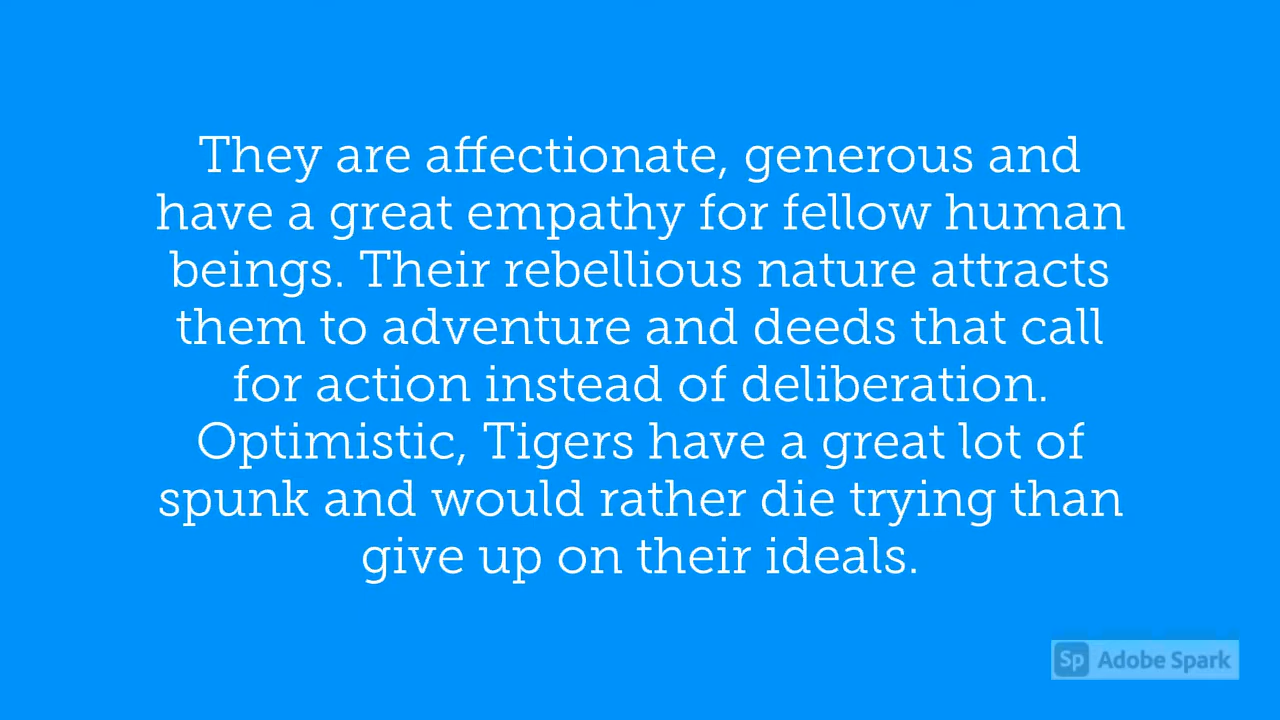 They are affectionate, generous and
have a great empathy for fellow human
beings. Their rebellious nature attracts
them to adventure and deeds that call
for action instead of deliberation.
Optimistic, Tigers have a great lot of
spunk and would rather die trying than
give up on their ideals.
Sp Adobe Spark